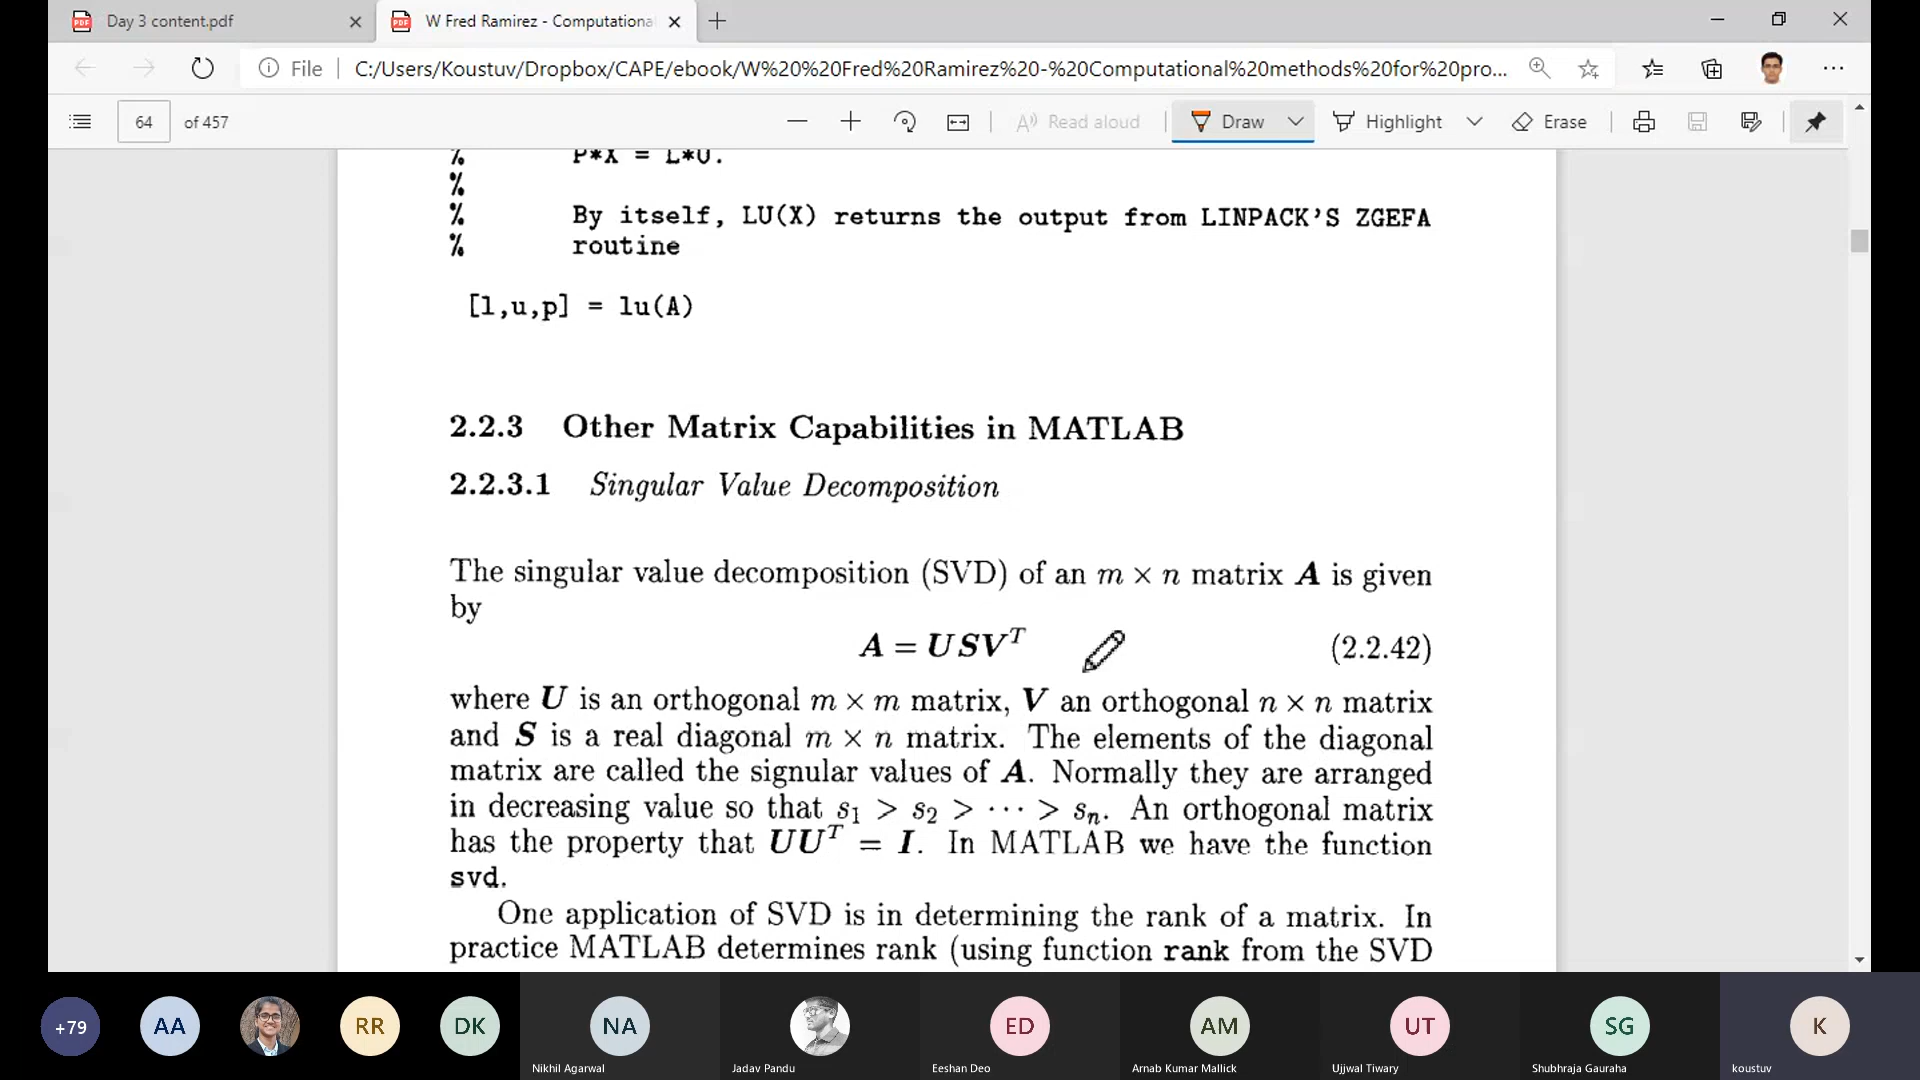 Day 3 content.pdf
W Fred Ramirez - Computational
File
C:/Users/Koustuv/Dropbox/CAPE/ebook/W%20%20Fred%20Ramirez%20-%20Computational%20methods%20for%20pro...
64 of 457
Read aloud
Draw
Highlight
Erase
% P*X = L*U.
%
% By itself, LU(X) returns the output from LINPACK'S ZGEFA
% routine
[l,u,p] = lu(A)
2.2.3 Other Matrix Capabilities in MATLAB
2.2.3.1 Singular Value Decomposition
The singular value decomposition (SVD) of an m × n matrix A is given
by
A = USVᵀ (2.2.42)
where U is an orthogonal m × m matrix, V an orthogonal n × n matrix
and S is a real diagonal m × n matrix. The elements of the diagonal
matrix are called the signular values of A. Normally they are arranged
in decreasing value so that s₁ > s₂ > ··· > sₙ. An orthogonal matrix
has the property that UUᵀ = I. In MATLAB we have the function
svd.
One application of SVD is in determining the rank of a matrix. In
practice MATLAB determines rank (using function rank from the SVD
+79
AA
RR
DK
NA
ED
AM
UT
SG
K
Nikhil Agarwal
Jadav Pandu
Eeshan Deo
Arnab Kumar Mallick
Ujjwal Tiwary
Shubhraja Gauraha
koustuv